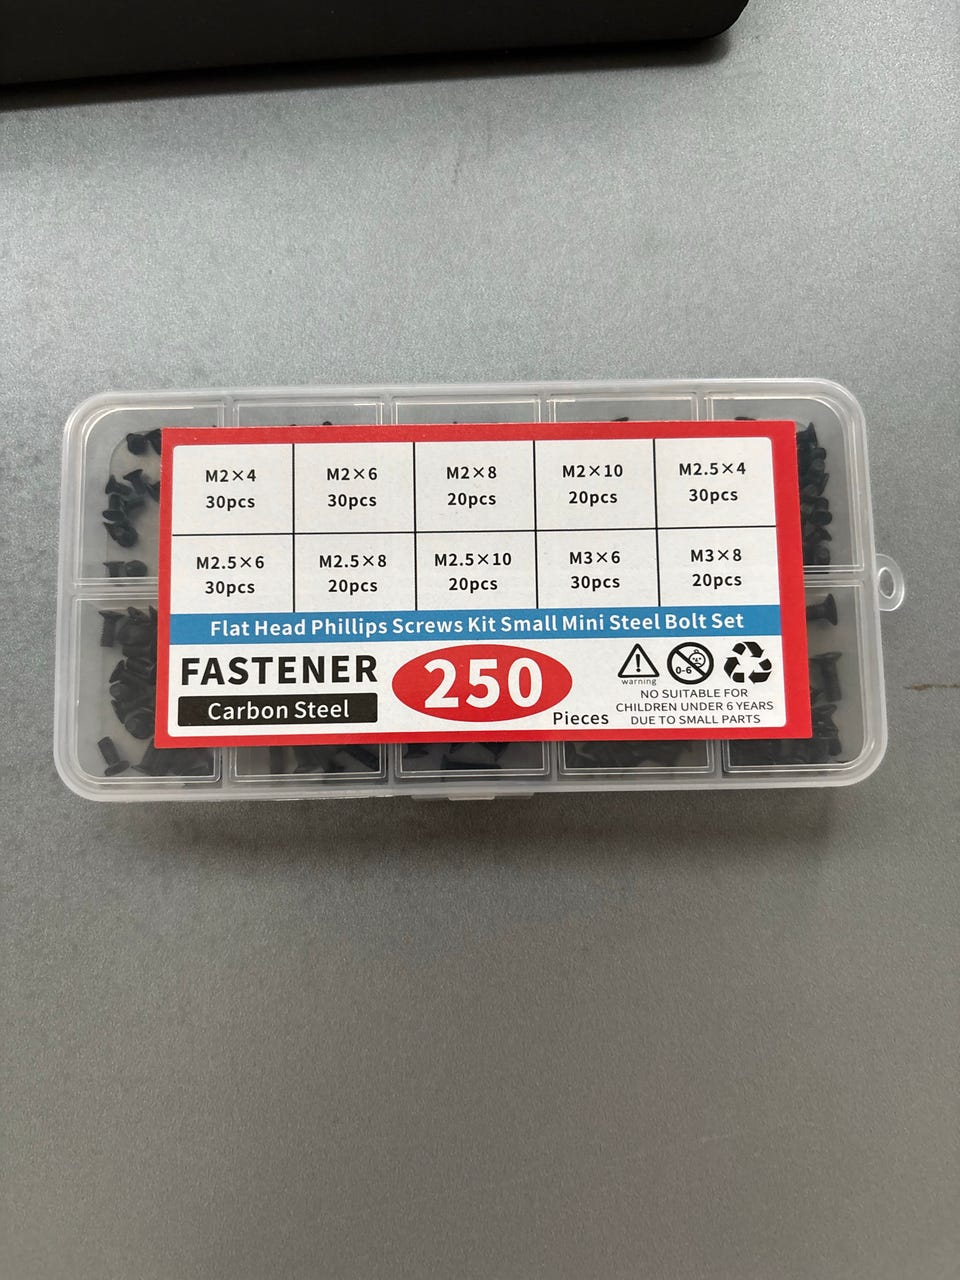 M2×4 M2×6 M2×8 M2×10 M2.5×4
30pcs 30pcs 20pcs 20pcs 30pcs
M2.5×6 M2.5×8 M2.5×10 M3×6 M3×8
30pcs 20pcs 20pcs 30pcs 20pcs
Flat Head Phillips Screws Kit Small Mini Steel Bolt Set
FASTENER
Carbon Steel
250
Pieces
warning
0-6
NO SUITABLE FOR
CHILDREN UNDER 6 YEARS
DUE TO SMALL PARTS